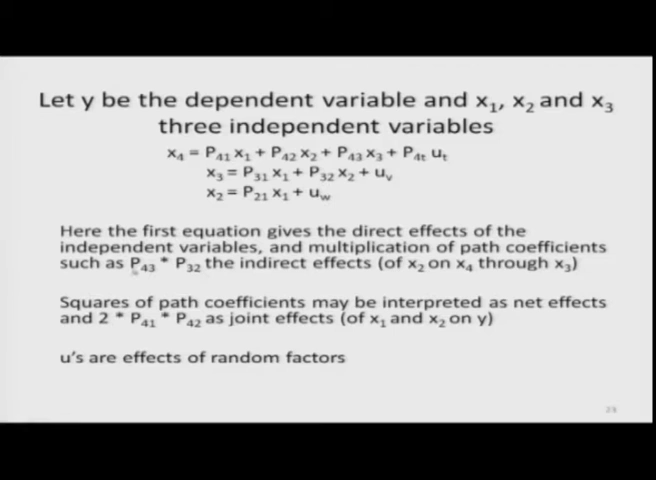 Let y be the dependent variable and x₁, x₂ and x₃
three independent variables
x₄ = P₄₁ x₁ + P₄₂ x₂ + P₄₃ x₃ + P₄ₜ uₜ
x₃ = P₃₁ x₁ + P₃₂ x₂ + uᵥ
x₂ = P₂₁ x₁ + u_w
Here the first equation gives the direct effects of the
independent variables, and multiplication of path coefficients
such as P₄₃ * P₃₂ the indirect effects (of x₂ on x₄ through x₃)
Squares of path coefficients may be interpreted as net effects
and 2 * P₄₁ * P₄₂ as joint effects (of x₁ and x₂ on y)
u's are effects of random factors
23